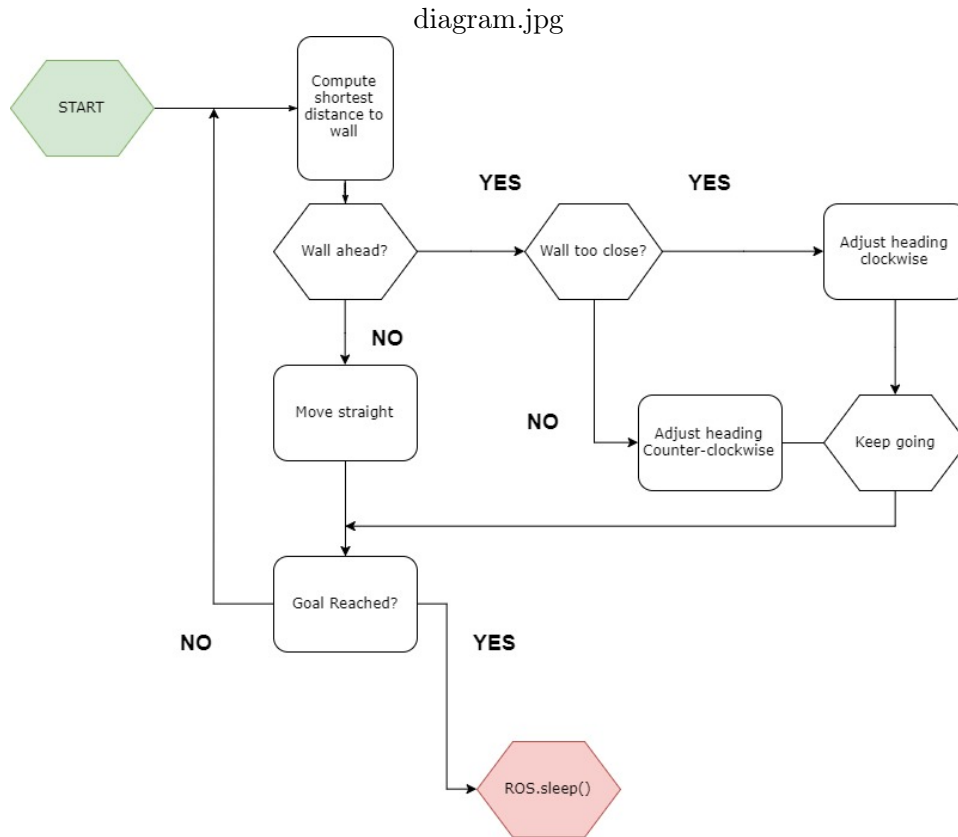 diagram.jpg
START
Compute
shortest
distance to
wall
YES
YES
Wall ahead?
Wall too close?
Adjust heading
clockwise
NO
Move straight
NO
Adjust heading
Counter-clockwise
Keep going
Goal Reached?
NO
YES
ROS.sleep()